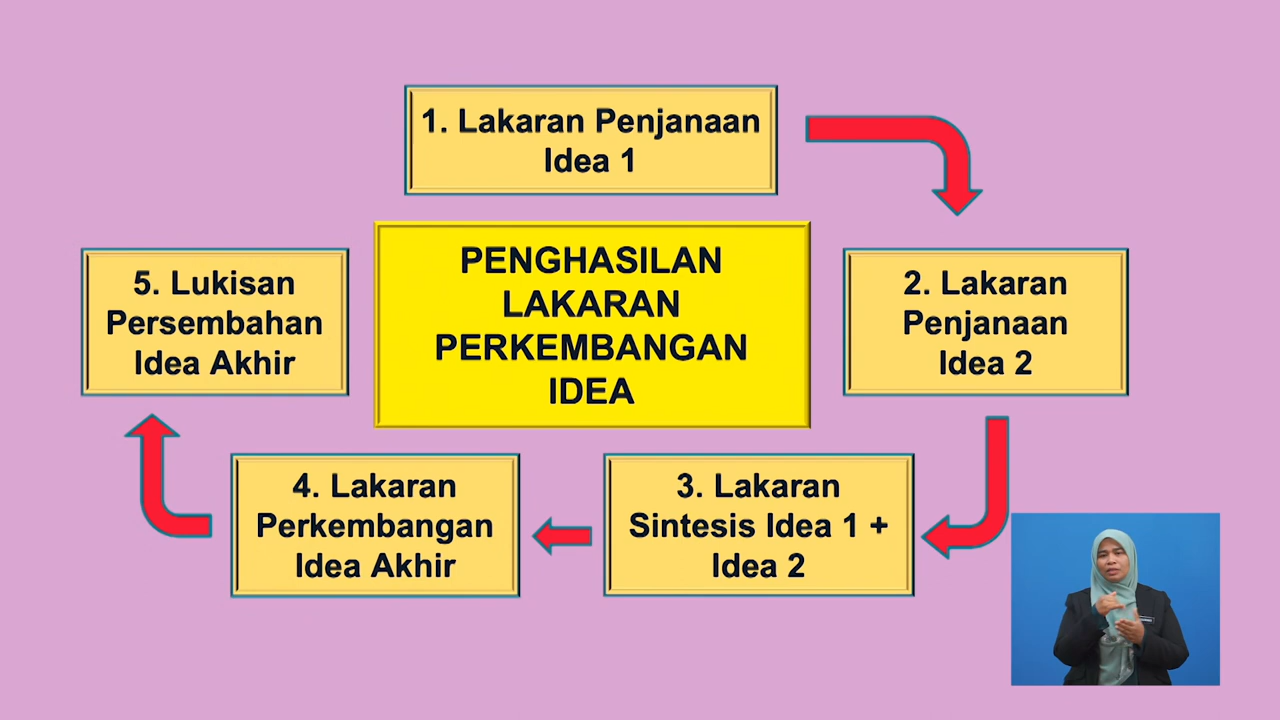 1. Lakaran Penjanaan
Idea 1
PENGHASILAN
LAKARAN
PERKEMBANGAN
IDEA
2. Lakaran
Penjanaan
Idea 2
3. Lakaran
Sintesis Idea 1 +
Idea 2
4. Lakaran
Perkembangan
Idea Akhir
5. Lukisan
Persembahan
Idea Akhir